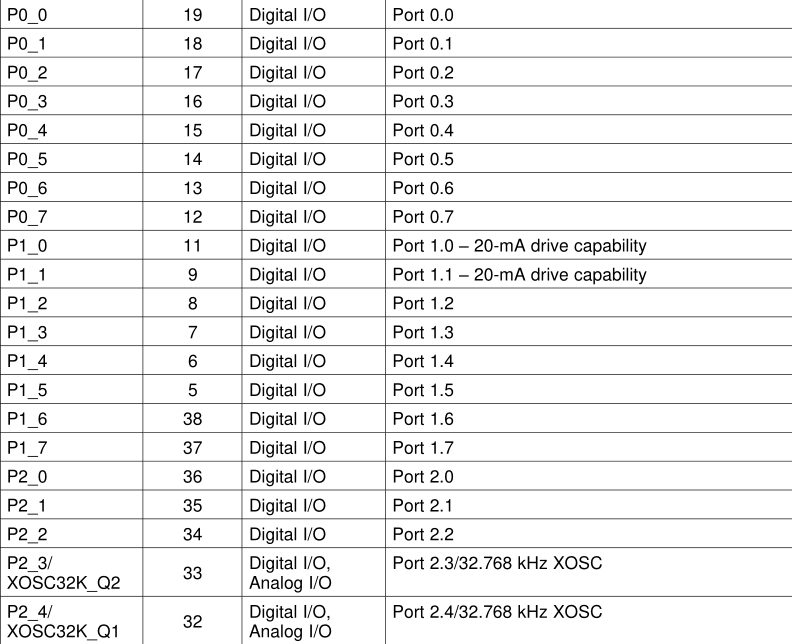 P0_0 19 Digital I/O Port 0.0
P0_1 18 Digital I/O Port 0.1
P0_2 17 Digital I/O Port 0.2
P0_3 16 Digital I/O Port 0.3
P0_4 15 Digital I/O Port 0.4
P0_5 14 Digital I/O Port 0.5
P0_6 13 Digital I/O Port 0.6
P0_7 12 Digital I/O Port 0.7
P1_0 11 Digital I/O Port 1.0 – 20-mA drive capability
P1_1 9 Digital I/O Port 1.1 – 20-mA drive capability
P1_2 8 Digital I/O Port 1.2
P1_3 7 Digital I/O Port 1.3
P1_4 6 Digital I/O Port 1.4
P1_5 5 Digital I/O Port 1.5
P1_6 38 Digital I/O Port 1.6
P1_7 37 Digital I/O Port 1.7
P2_0 36 Digital I/O Port 2.0
P2_1 35 Digital I/O Port 2.1
P2_2 34 Digital I/O Port 2.2
P2_3/
XOSC32K_Q2
33
Digital I/O,
Analog I/O
Port 2.3/32.768 kHz XOSC
P2_4/
XOSC32K_Q1
32
Digital I/O,
Analog I/O
Port 2.4/32.768 kHz XOSC